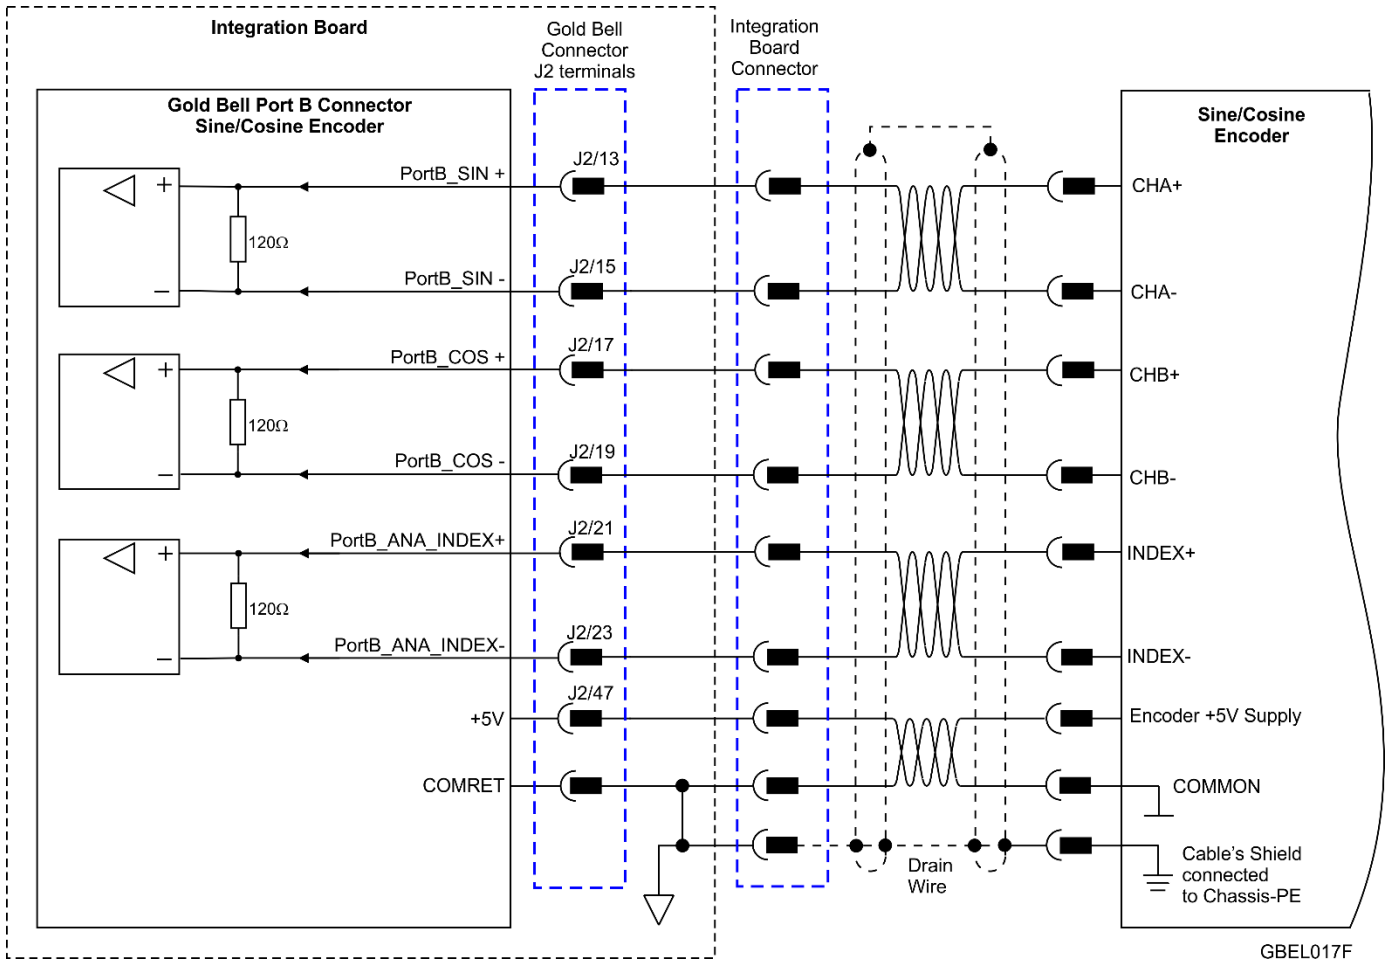 Integration Board
Gold Bell
Connector
J2 terminals
Integration
Board
Connector
Gold Bell Port B Connector
Sine/Cosine Encoder
Sine/Cosine
Encoder
+
PortB_SIN +
J2/13
CHA+
120Ω
–
PortB_SIN -
J2/15
CHA-
+
PortB_COS +
J2/17
CHB+
120Ω
–
PortB_COS -
J2/19
CHB-
+
PortB_ANA_INDEX+
J2/21
INDEX+
120Ω
–
PortB_ANA_INDEX-
J2/23
INDEX-
+5V
J2/47
Encoder +5V Supply
COMRET
COMMON
Drain
Wire
Cable's Shield
connected
to Chassis-PE
GBEL017F